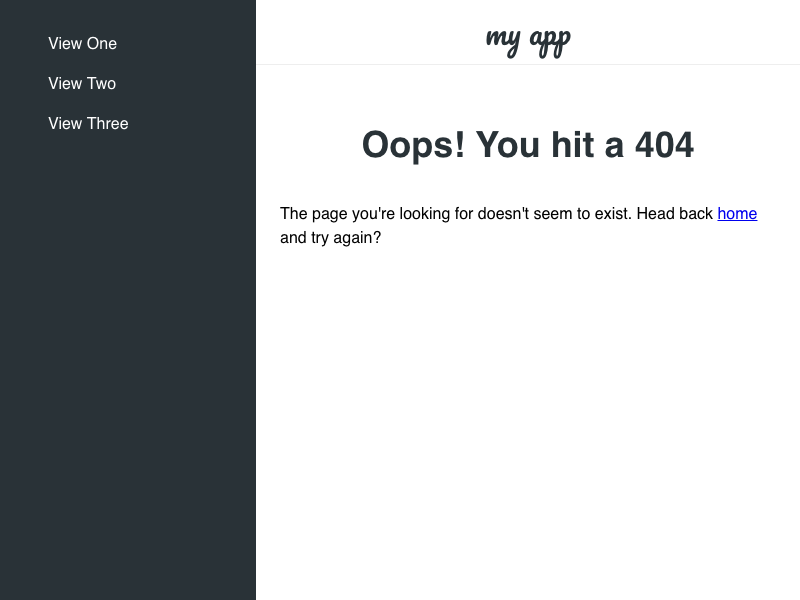 View One
View Two
View Three
my app
Oops! You hit a 404
The page you're looking for doesn't seem to exist. Head back home
and try again?